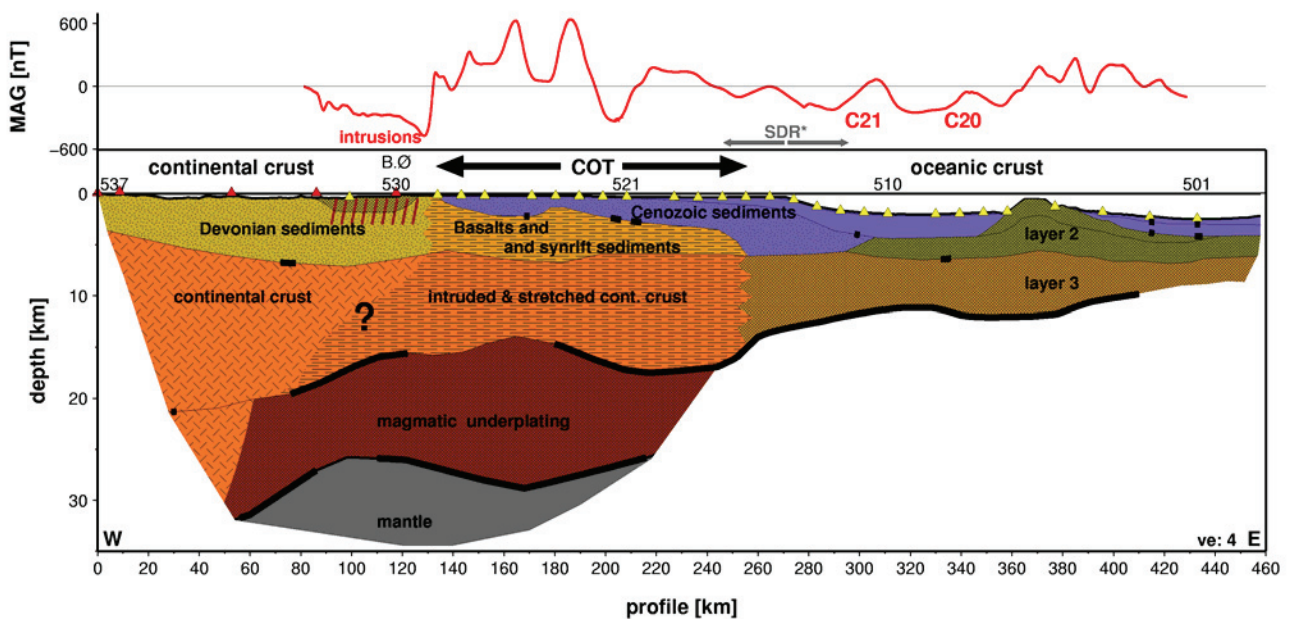 600
0
−600
MAG [nT]
intrusions
C21
C20
SDR*
continental crust
B.Ø
COT
oceanic crust
537
530
521
510
501
0
10
20
30
depth [km]
Devonian sediments
Basalts and
and synrift sediments
Cenozoic sediments
layer 2
continental crust
?
intruded & stretched cont. crust
layer 3
magmatic underplating
mantle
W
ve: 4 E
0 20 40 60 80 100 120 140 160 180 200 220 240 260 280 300 320 340 360 380 400 420 440 460
profile [km]